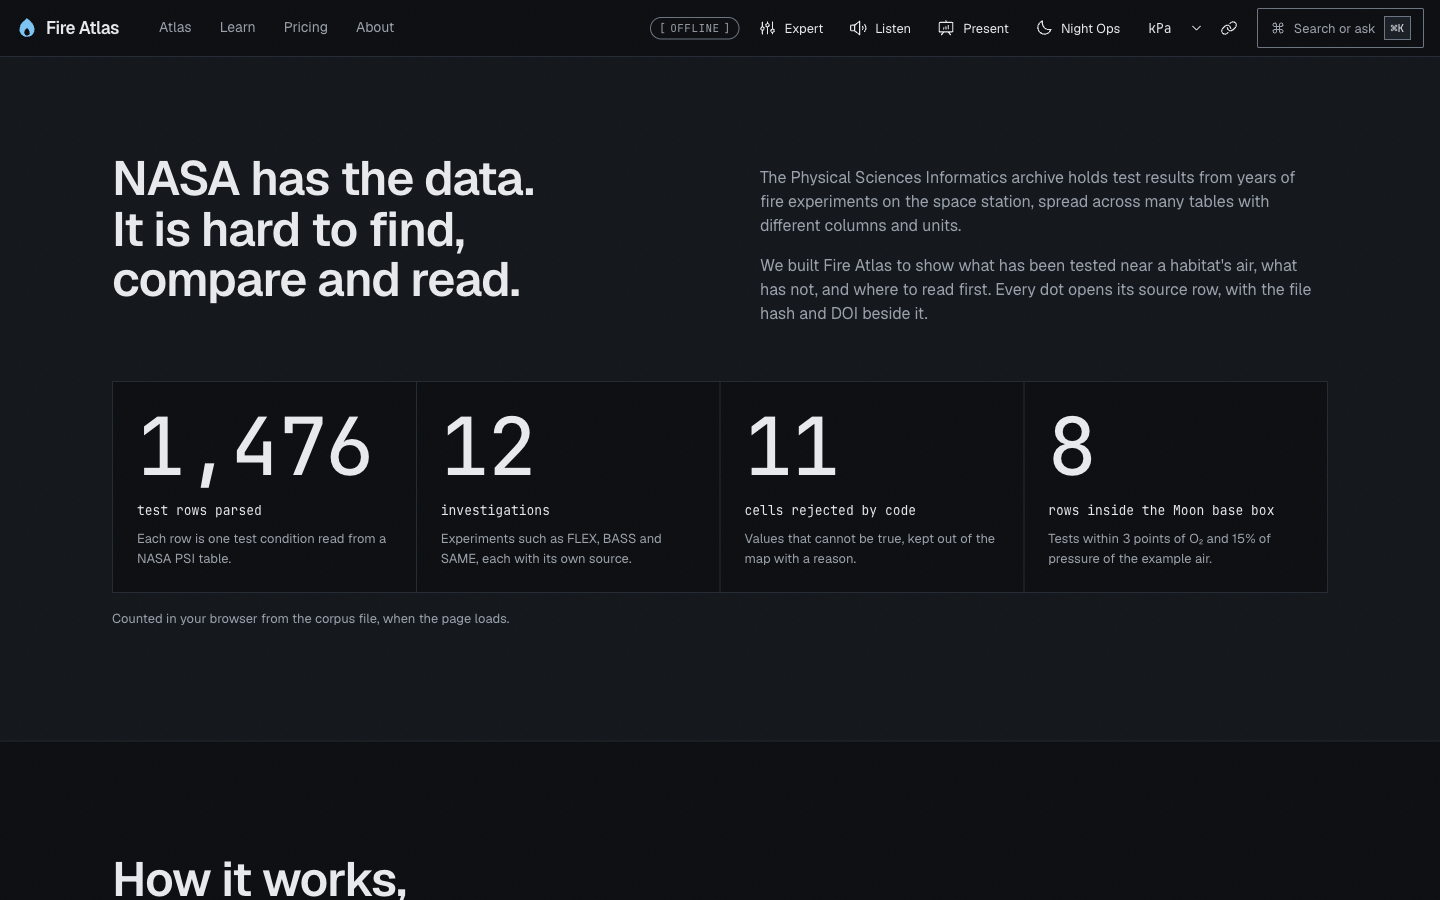 Fire Atlas
Atlas
Learn
Pricing
About
[ OFFLINE ]
Expert
Listen
Present
Night Ops
kPa
⌘ Search or ask ⌘K
NASA has the data.
It is hard to find,
compare and read.
The Physical Sciences Informatics archive holds test results from years of
fire experiments on the space station, spread across many tables with
different columns and units.
We built Fire Atlas to show what has been tested near a habitat's air, what
has not, and where to read first. Every dot opens its source row, with the file
hash and DOI beside it.
1,476
test rows parsed
Each row is one test condition read from a
NASA PSI table.
12
investigations
Experiments such as FLEX, BASS and
SAME, each with its own source.
11
cells rejected by code
Values that cannot be true, kept out of the
map with a reason.
8
rows inside the Moon base box
Tests within 3 points of O₂ and 15% of
pressure of the example air.
Counted in your browser from the corpus file, when the page loads.
How it works,